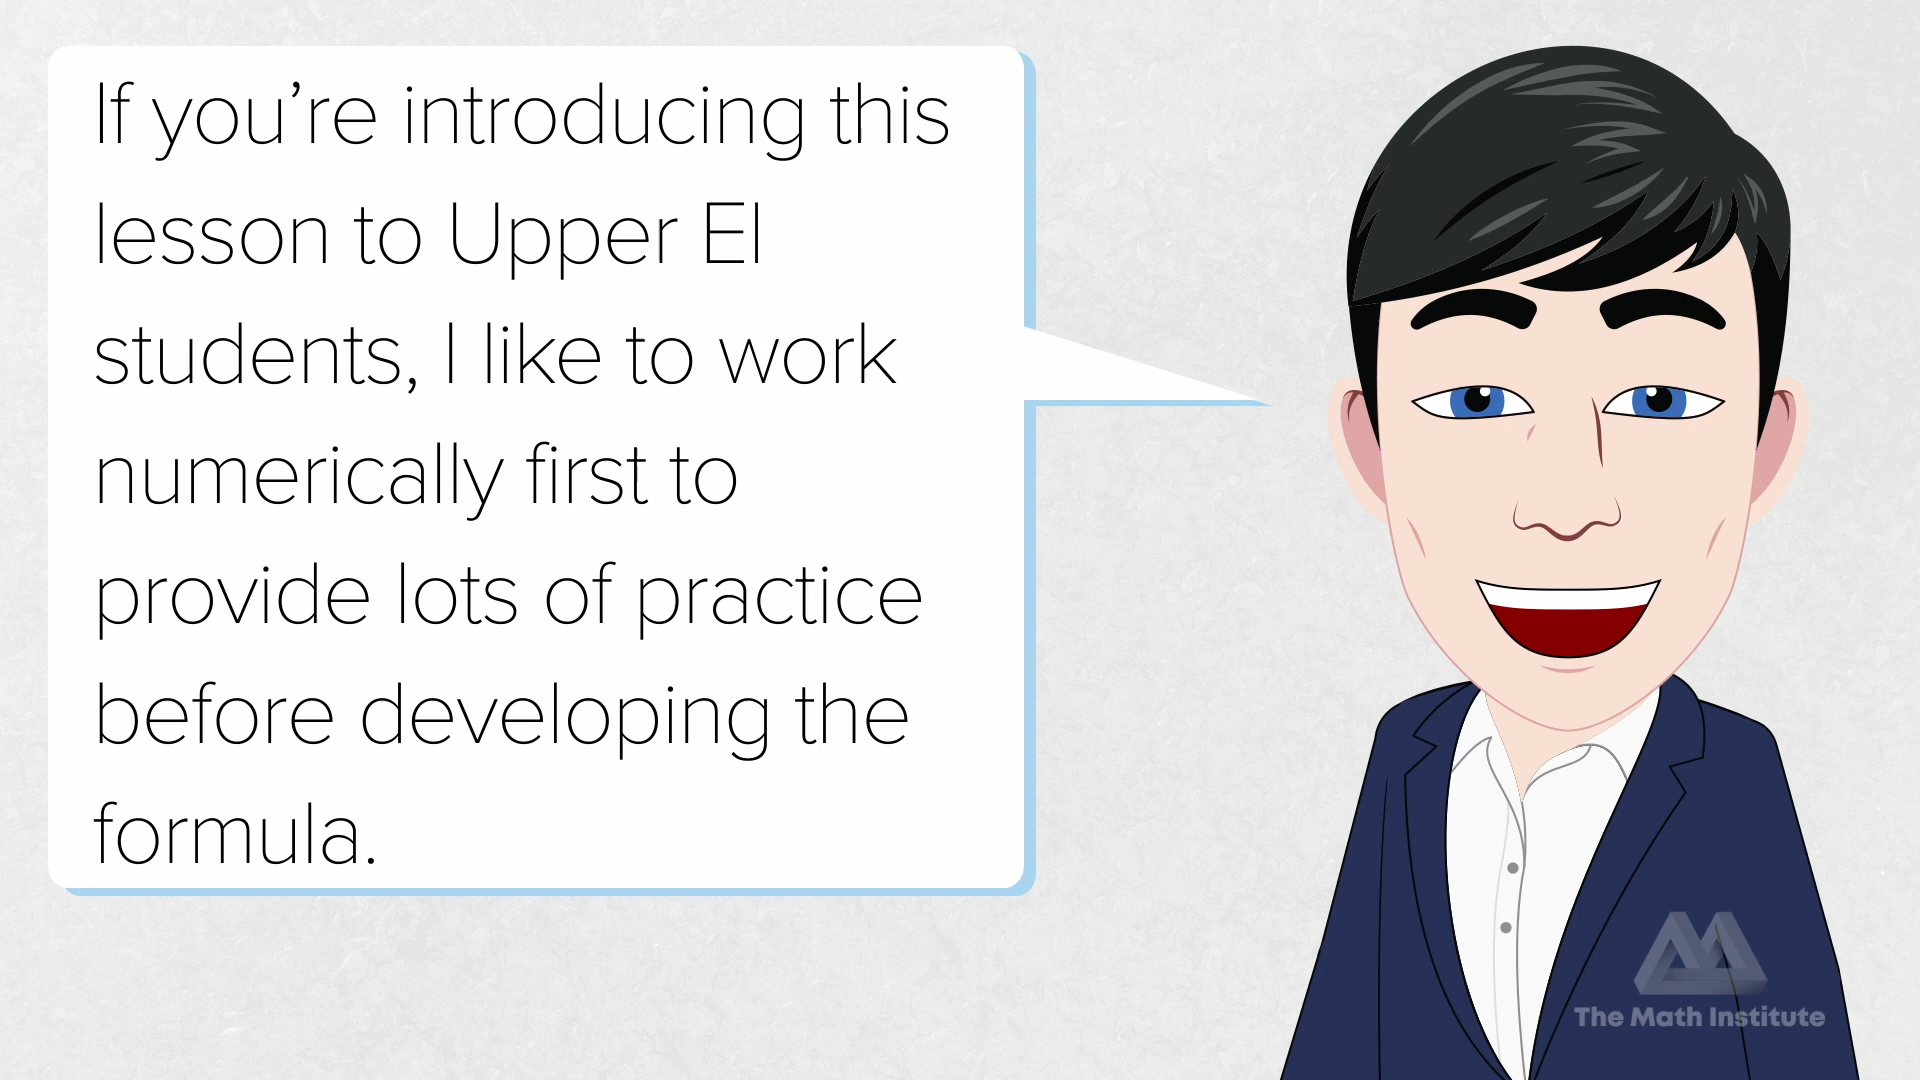 If you’re introducing this
lesson to Upper El
students, I like to work
numerically first to
provide lots of practice
before developing the
formula.
The Math Institute